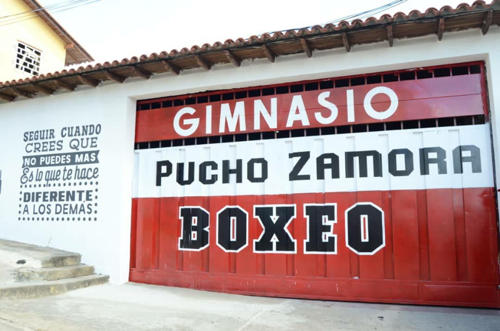 SEGUIR CUANDO
CREES QUE
NO PUEDES MAS
Es lo que te hace
DIFERENTE
A LOS DEMAS:
GIMNASIO
PUCHO ZAMORA
BOXEO